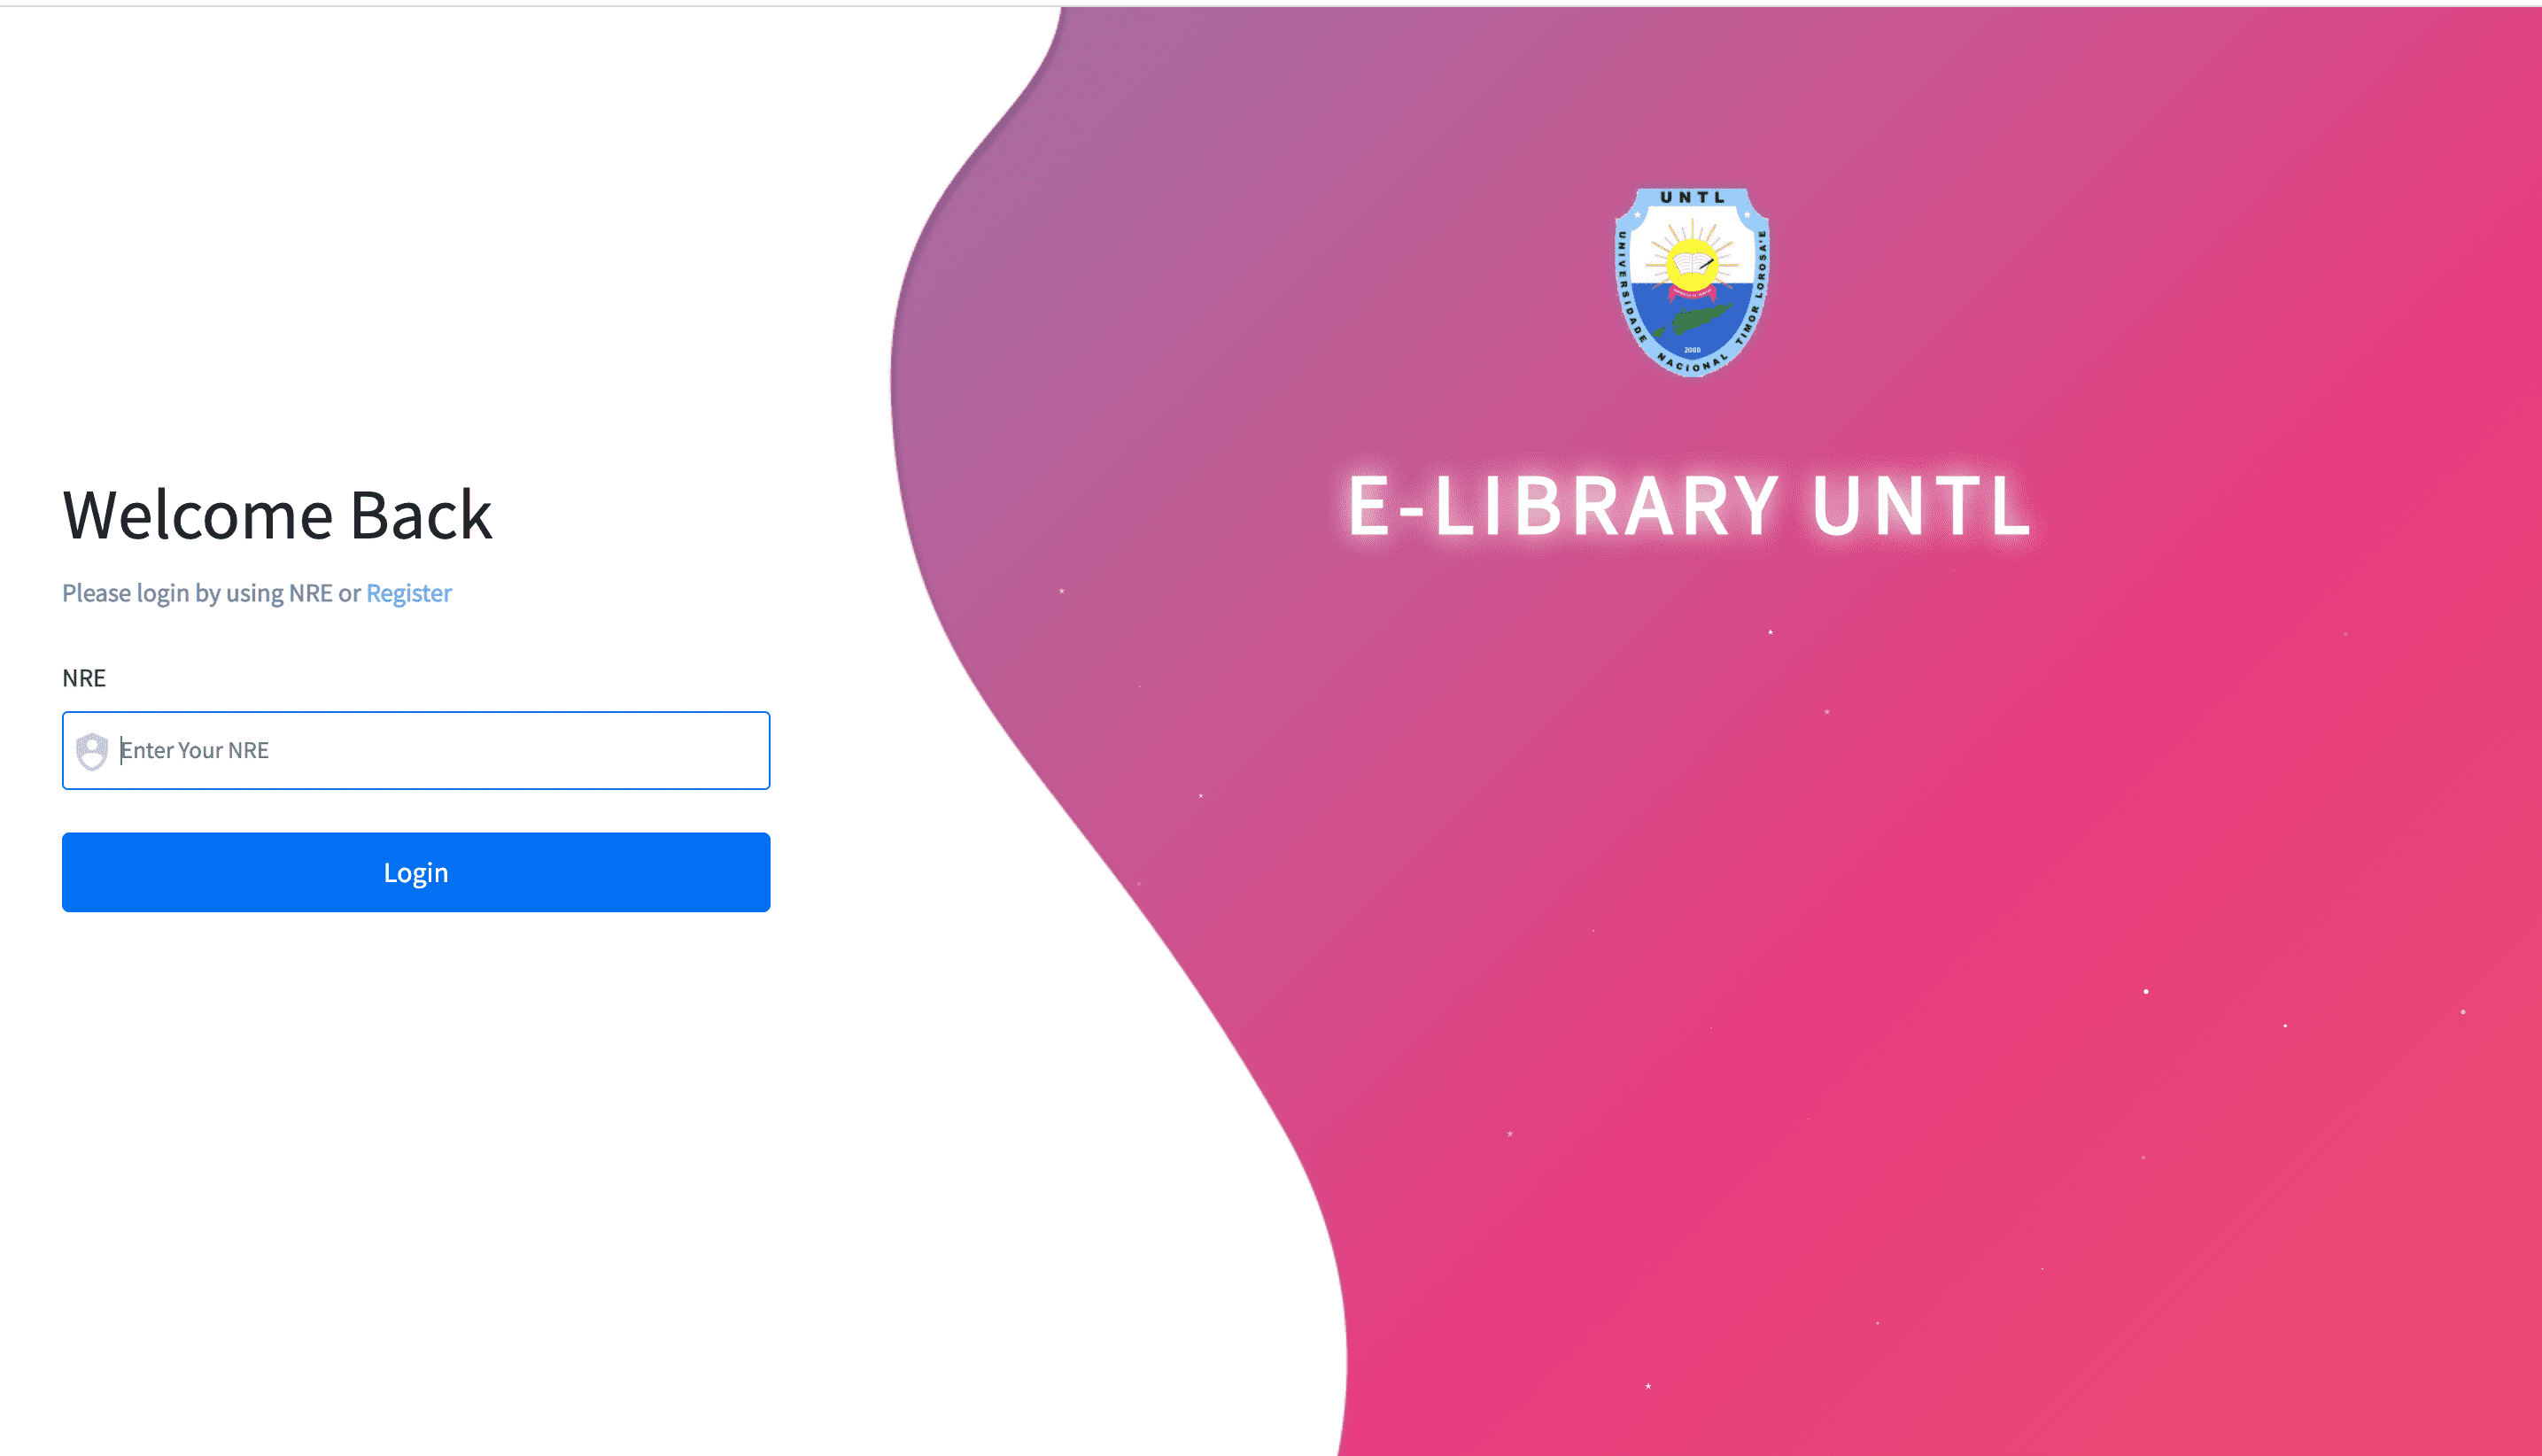 Welcome Back
Please login by using NRE or Register
NRE
Enter Your NRE
Login
UNTL
UNIVERSIDADE NACIONAL TIMOR LOROSA'E
2000
E-LIBRARY UNTL